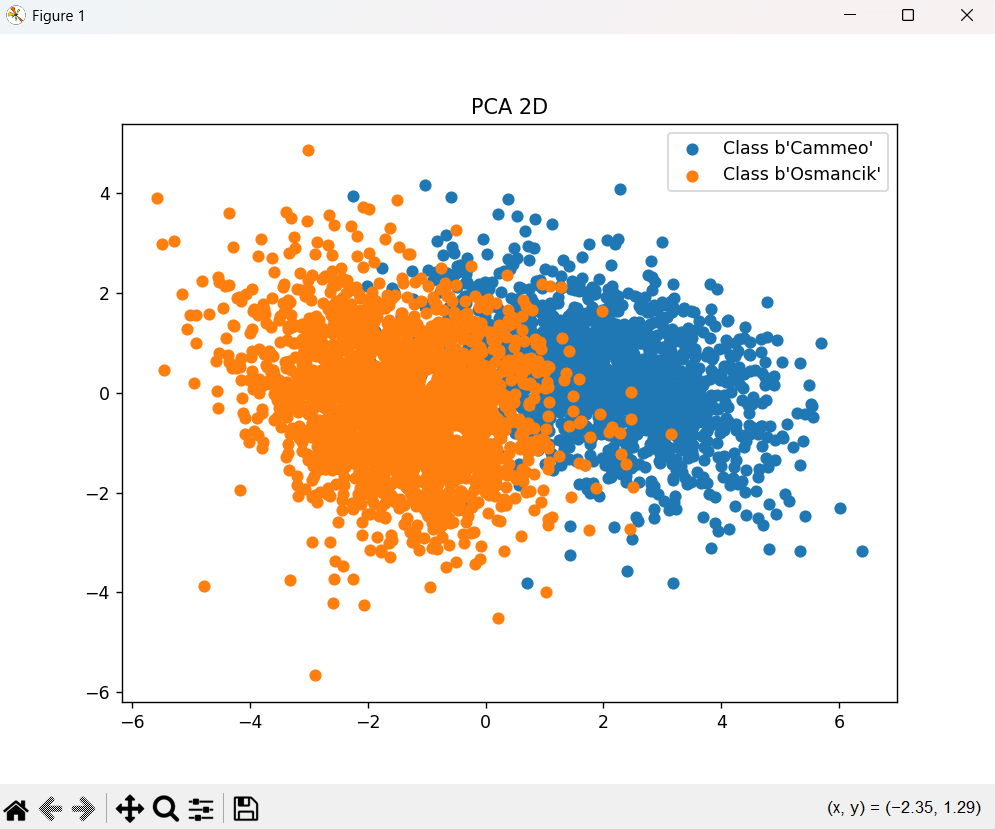 Figure 1
PCA 2D
Class b'Cammeo'
Class b'Osmancik'
4
2
0
−2
−4
−6
−6 −4 −2 0 2 4 6
(x, y) = (−2.35, 1.29)